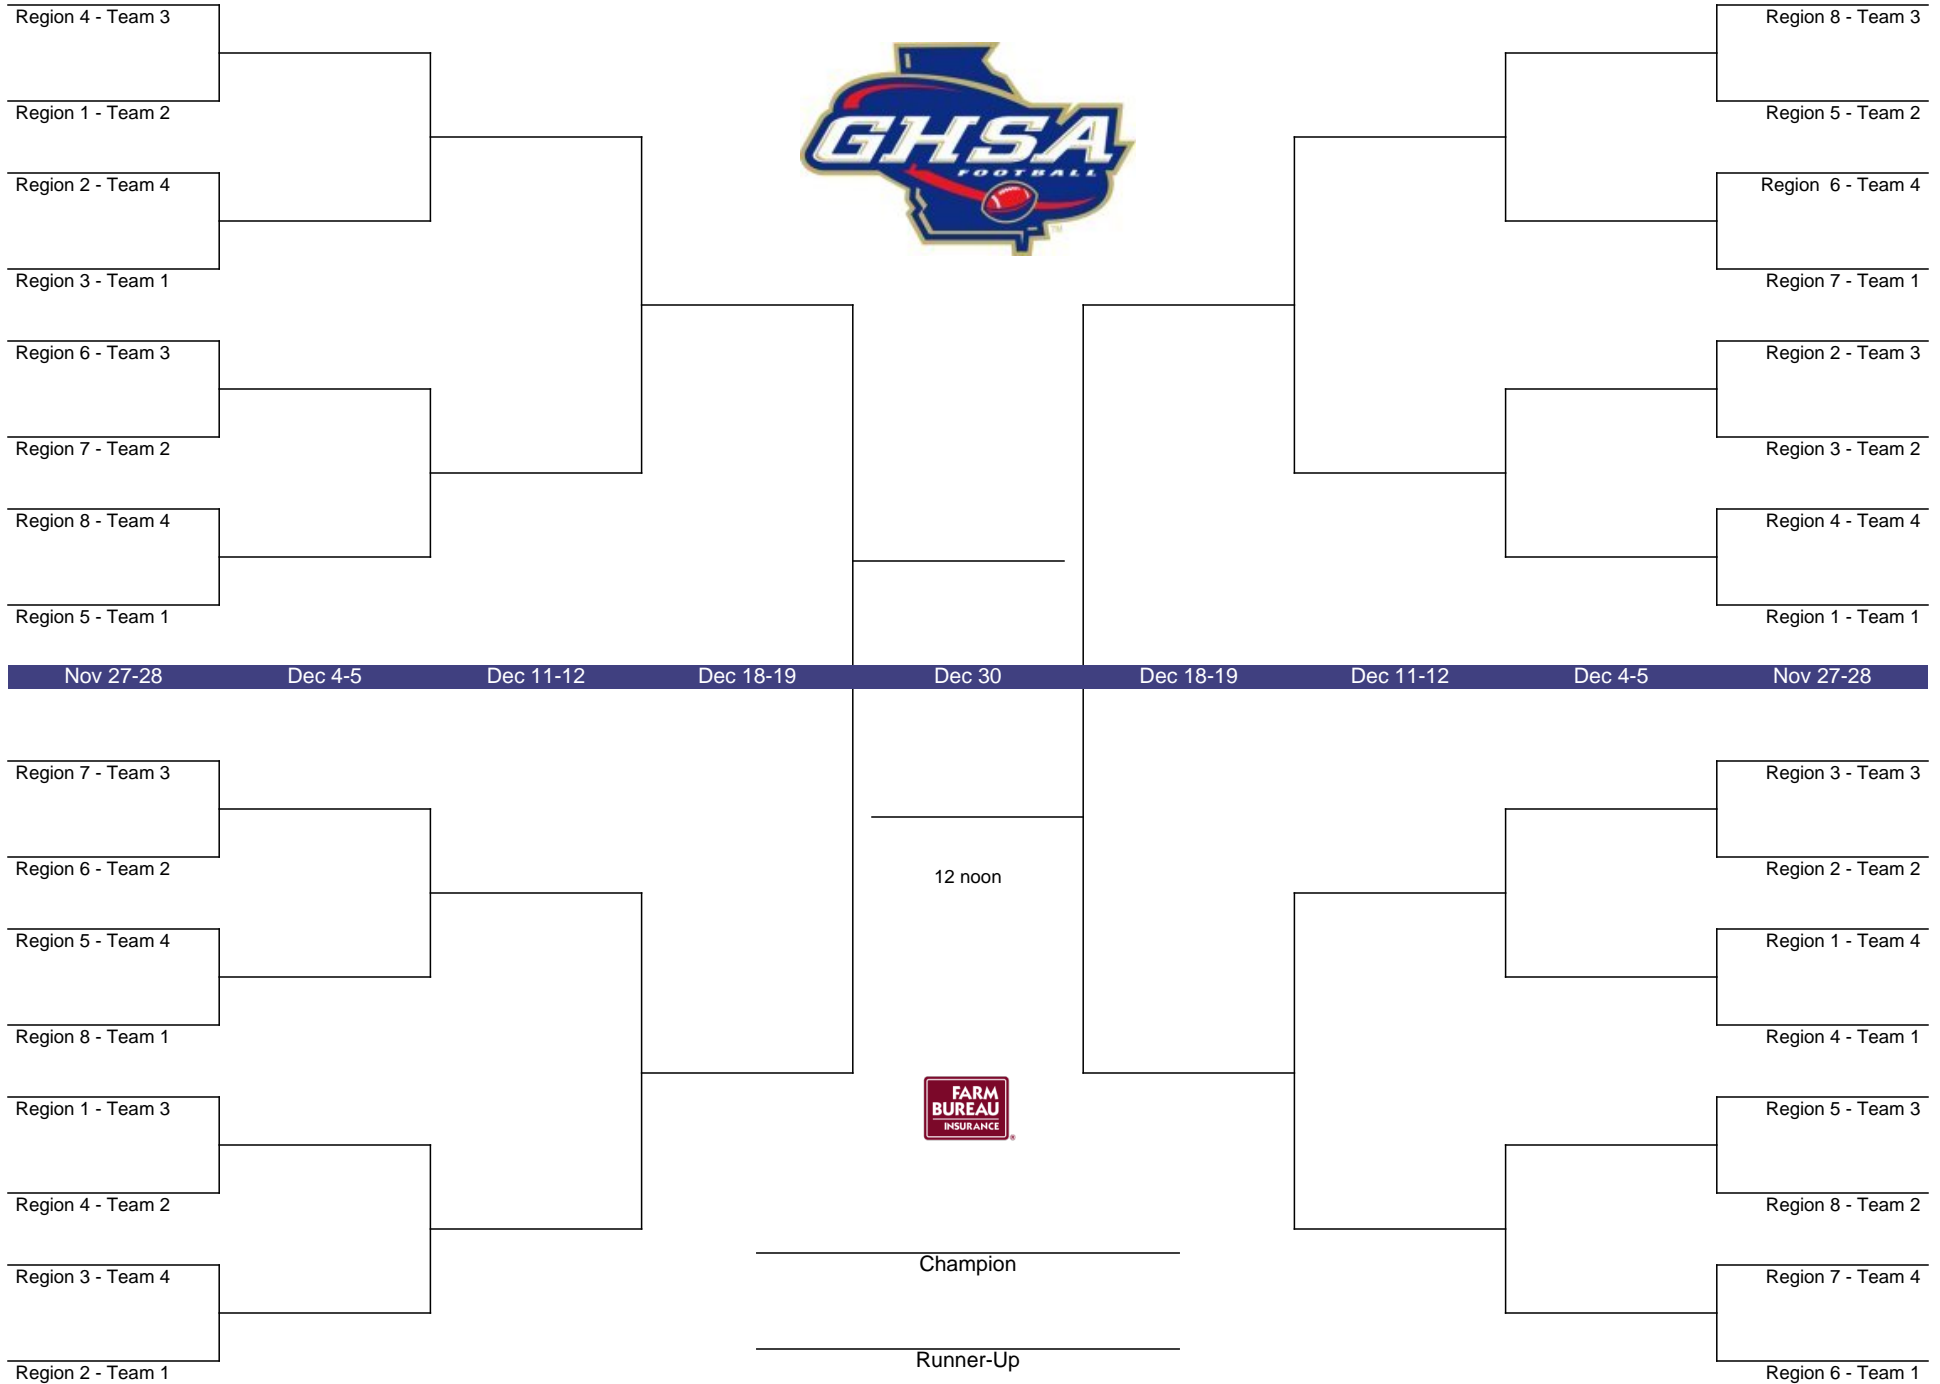 Region 4 - Team 3
Region 1 - Team 2
Region 2 - Team 4
Region 3 - Team 1
Region 6 - Team 3
Region 7 - Team 2
Region 8 - Team 4
Region 5 - Team 1
GHSA
FOOTBALL
TM
Region 8 - Team 3
Region 5 - Team 2
Region  6 - Team 4
Region 7 - Team 1
Region 2 - Team 3
Region 3 - Team 2
Region 4 - Team 4
Region 1 - Team 1
Nov 27-28 Dec 4-5 Dec 11-12 Dec 18-19 Dec 30 Dec 18-19 Dec 11-12 Dec 4-5 Nov 27-28
Region 7 - Team 3
Region 6 - Team 2
Region 5 - Team 4
Region 8 - Team 1
Region 1 - Team 3
Region 4 - Team 2
Region 3 - Team 4
Region 2 - Team 1
12 noon
FARM
BUREAU
INSURANCE
®
Champion
Runner-Up
Region 3 - Team 3
Region 2 - Team 2
Region 1 - Team 4
Region 4 - Team 1
Region 5 - Team 3
Region 8 - Team 2
Region 7 - Team 4
Region 6 - Team 1